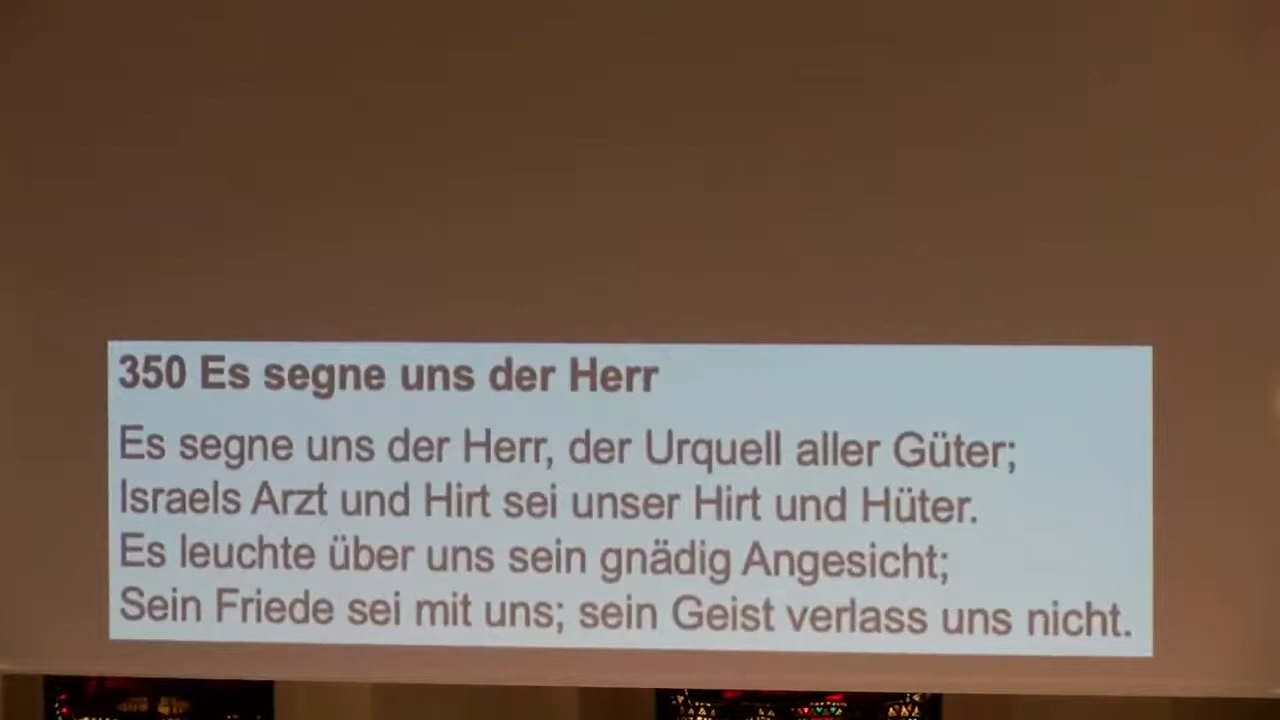 350 Es segne uns der Herr
Es segne uns der Herr, der Urquell aller Güter;
Israels Arzt und Hirt sei unser Hirt und Hüter.
Es leuchte über uns sein gnädig Angesicht;
Sein Friede sei mit uns; sein Geist verlass uns nicht.